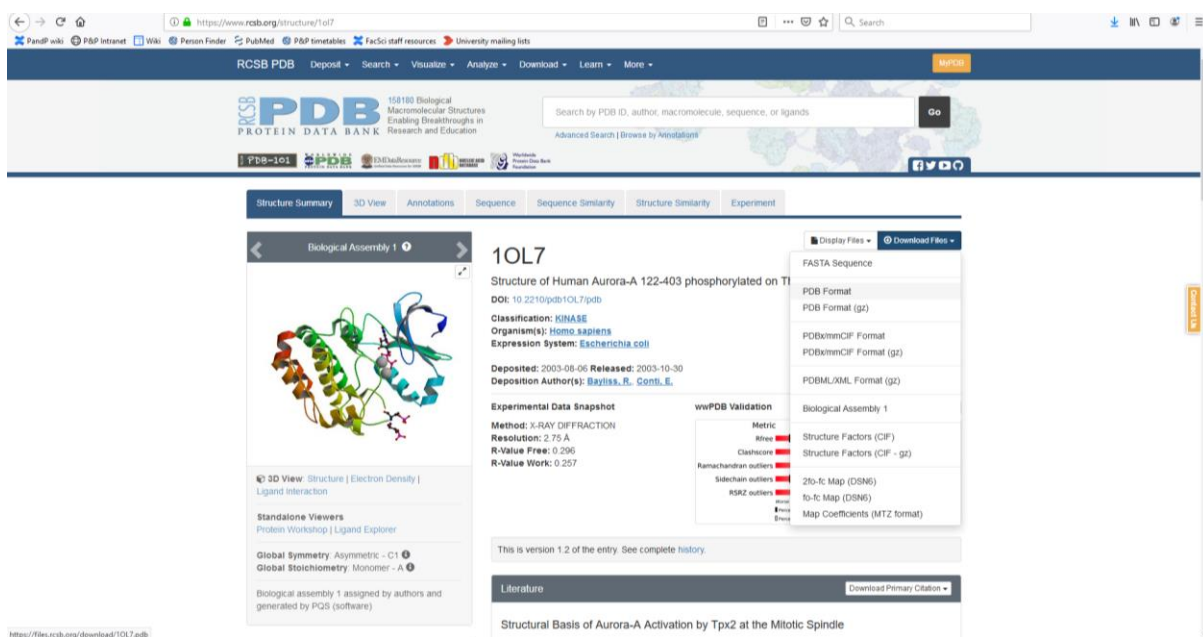 https://www.rcsb.org/structure/1ol7
Search
PandP wiki P&P Intranet Wiki Person Finder PubMed P&P timetables FacSci staff resources University mailing lists
RCSB PDB Deposit Search Visualize Analyze Download Learn More MyPDB
RCSB PDB
PROTEIN DATA BANK
158180 Biological
Macromolecular Structures
Enabling Breakthroughs in
Research and Education
Search by PDB ID, author, macromolecule, sequence, or ligands
Go
Advanced Search | Browse by Annotations
PDB-101 PDB EMDataResource Worldwide Protein Data Bank Foundation
Structure Summary 3D View Annotations Sequence Sequence Similarity Structure Similarity Experiment
Biological Assembly 1
3D View: Structure | Electron Density |
Ligand Interaction
Standalone Viewers
Protein Workshop | Ligand Explorer
Global Symmetry: Asymmetric - C1
Global Stoichiometry: Monomer - A
Biological assembly 1 assigned by authors and
generated by PQS (software)
Display Files Download Files
1OL7
Structure of Human Aurora-A 122-403 phosphorylated on
DOI: 10.2210/pdb1OL7/pdb
Classification: KINASE
Organism(s): Homo sapiens
Expression System: Escherichia coli
Deposited: 2003-08-06 Released: 2003-10-30
Deposition Author(s): Bayliss, R., Conti, E.
Experimental Data Snapshot
Method: X-RAY DIFFRACTION
Resolution: 2.75 Å
R-Value Free: 0.296
R-Value Work: 0.257
wwPDB Validation
Metric
Rfree
Clashscore
Ramachandran outliers
Sidechain outliers
RSRZ outliers
FASTA Sequence
PDB Format
PDB Format (gz)
PDBx/mmCIF Format
PDBx/mmCIF Format (gz)
PDBML/XML Format (gz)
Biological Assembly 1
Structure Factors (CIF)
Structure Factors (CIF - gz)
2fo-fc Map (DSN6)
fo-fc Map (DSN6)
Map Coefficients (MTZ format)
Contact Us
This is version 1.2 of the entry. See complete history.
Literature
Download Primary Citation
Structural Basis of Aurora-A Activation by Tpx2 at the Mitotic Spindle
https://files.rcsb.org/download/1OL7.pdb